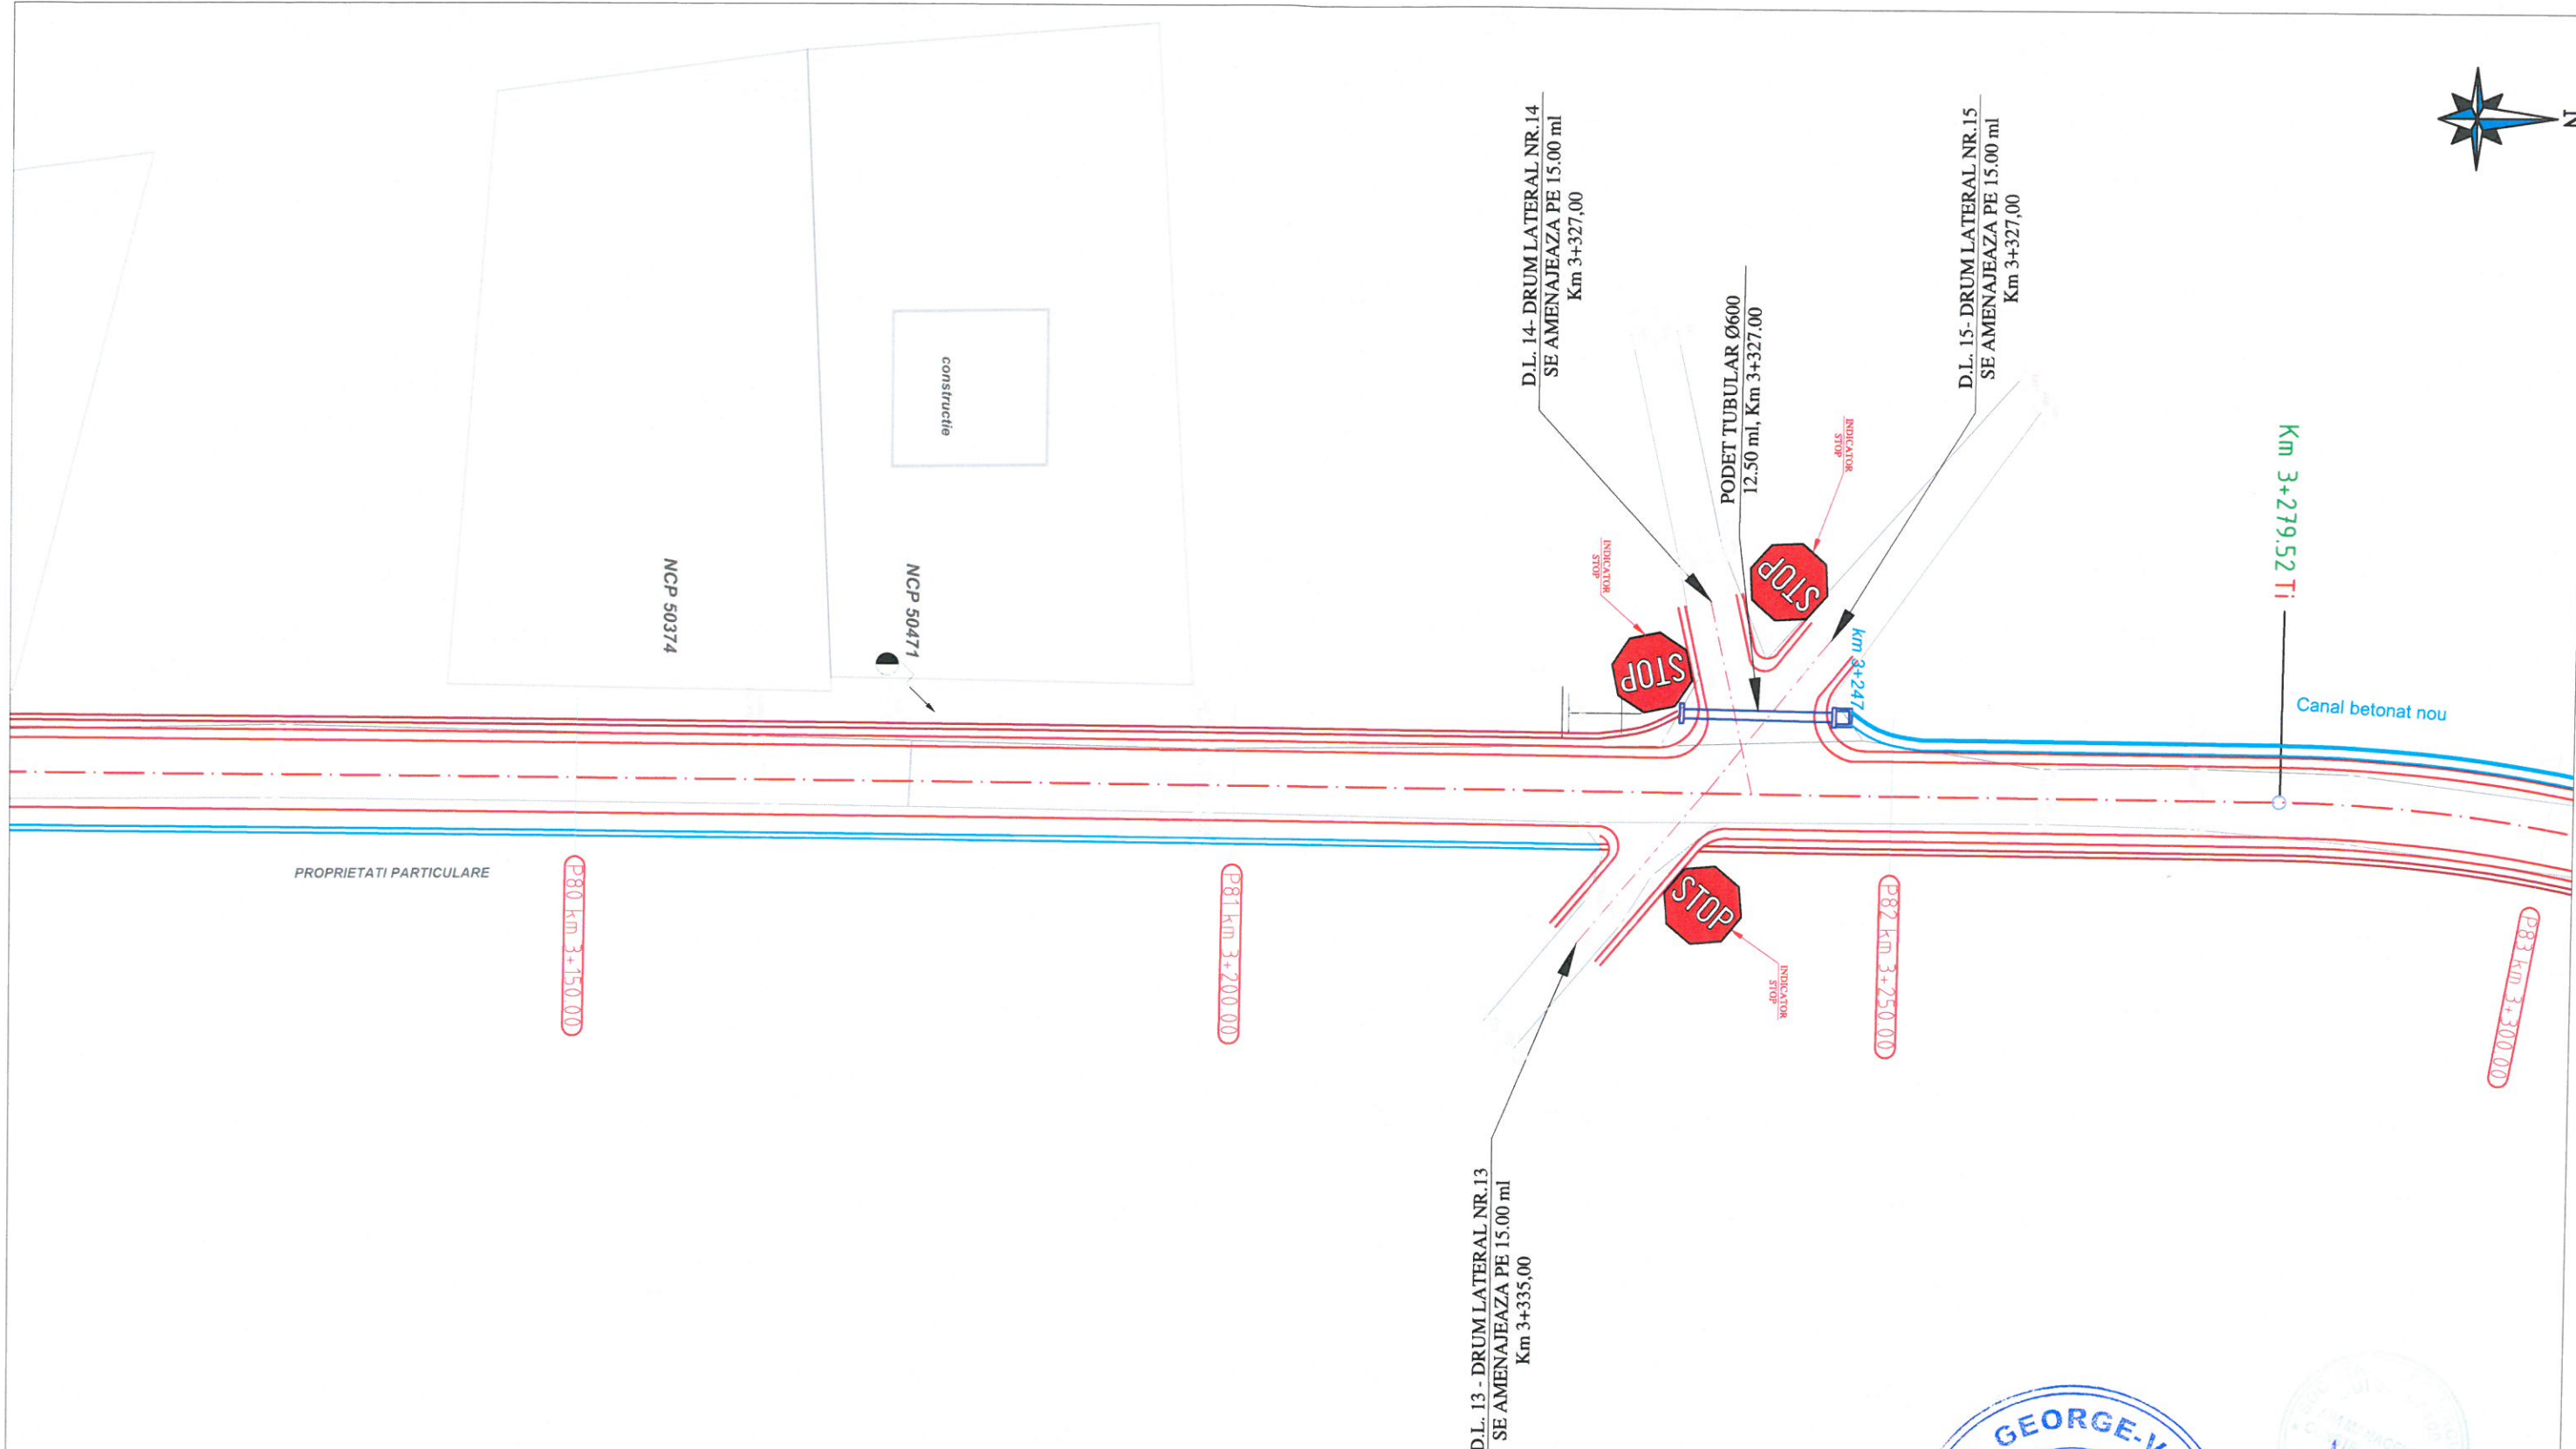 N
D.L. 14- DRUM LATERAL NR.14
SE AMENAJEAZA PE 15.00 ml
Km 3+327,00
PODET TUBULAR Ø600
12.50 ml, Km 3+327.00
D.L. 15- DRUM LATERAL NR.15
SE AMENAJEAZA PE 15.00 ml
Km 3+327,00
INDICATOR
STOP
INDICATOR
STOP
STOP
STOP
km 3+247
Km 3+279.52 Ti
Canal betonat nou
constructie
NCP 50374
NCP 50471
PROPRIETATI PARTICULARE
P80 km 3+150.00
P81 km 3+200.00
P82 km 3+250.00
P83 km 3+300.00
STOP
INDICATOR
STOP
D.L. 13 - DRUM LATERAL NR.13
SE AMENAJEAZA PE 15.00 ml
Km 3+335,00
GEORGE-V